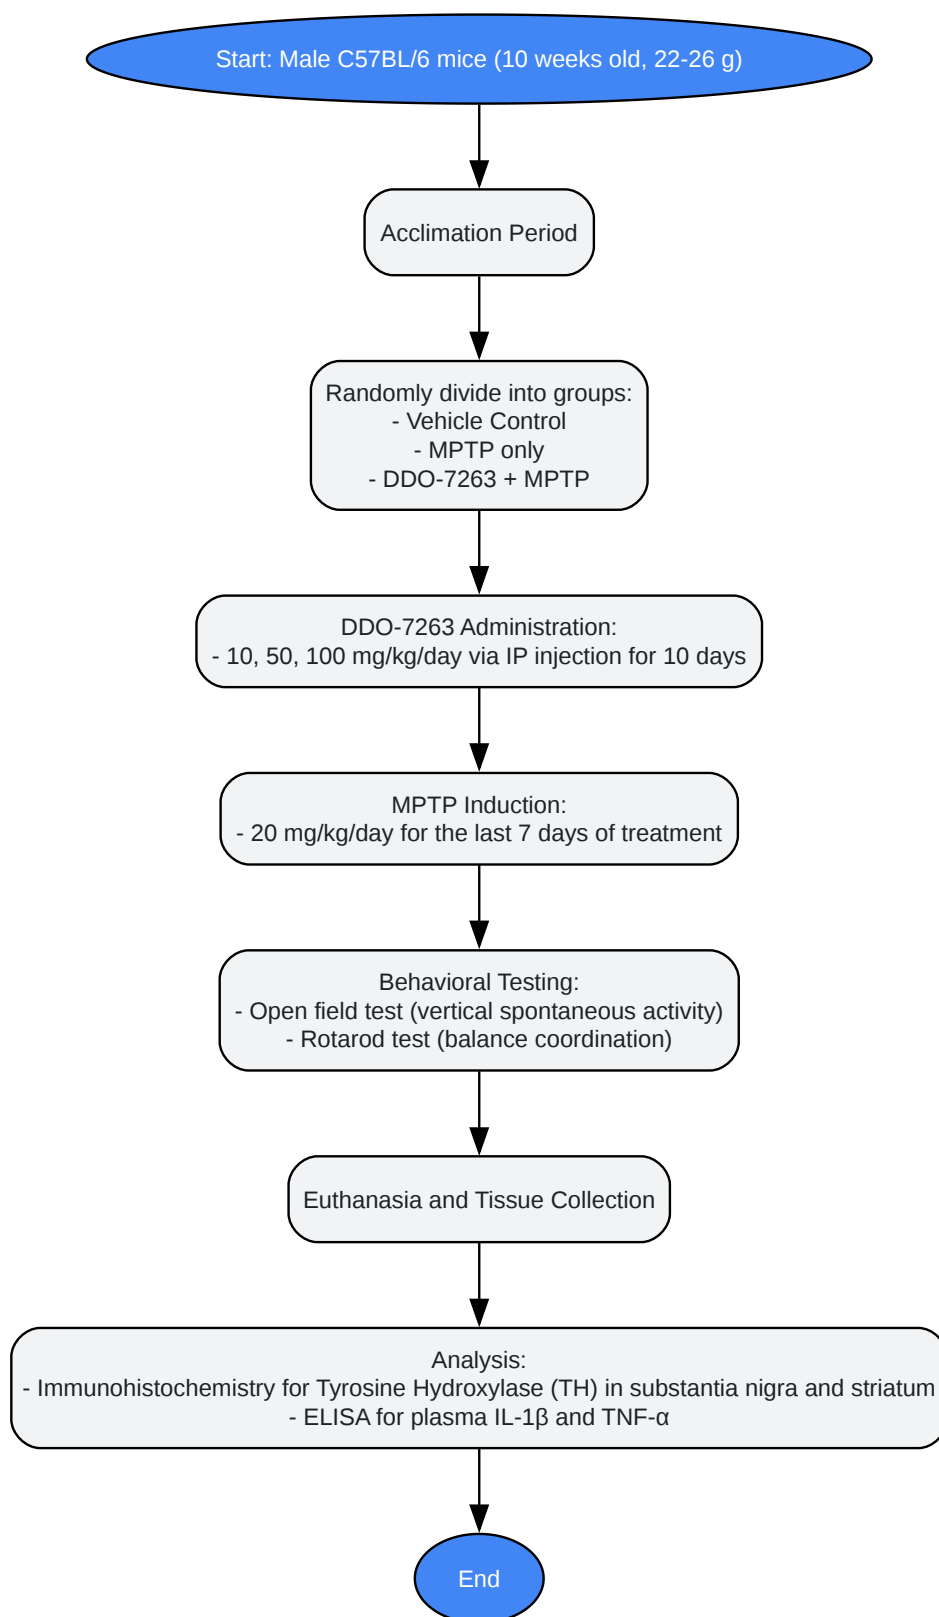 Start: Male C57BL/6 mice (10 weeks old, 22-26 g)
Acclimation Period
Randomly divide into groups:
- Vehicle Control
- MPTP only
- DDO-7263 + MPTP
DDO-7263 Administration:
- 10, 50, 100 mg/kg/day via IP injection for 10 days
MPTP Induction:
- 20 mg/kg/day for the last 7 days of treatment
Behavioral Testing:
- Open field test (vertical spontaneous activity)
- Rotarod test (balance coordination)
Euthanasia and Tissue Collection
Analysis:
- Immunohistochemistry for Tyrosine Hydroxylase (TH) in substantia nigra and striatum
- ELISA for plasma IL-1β and TNF-α
End